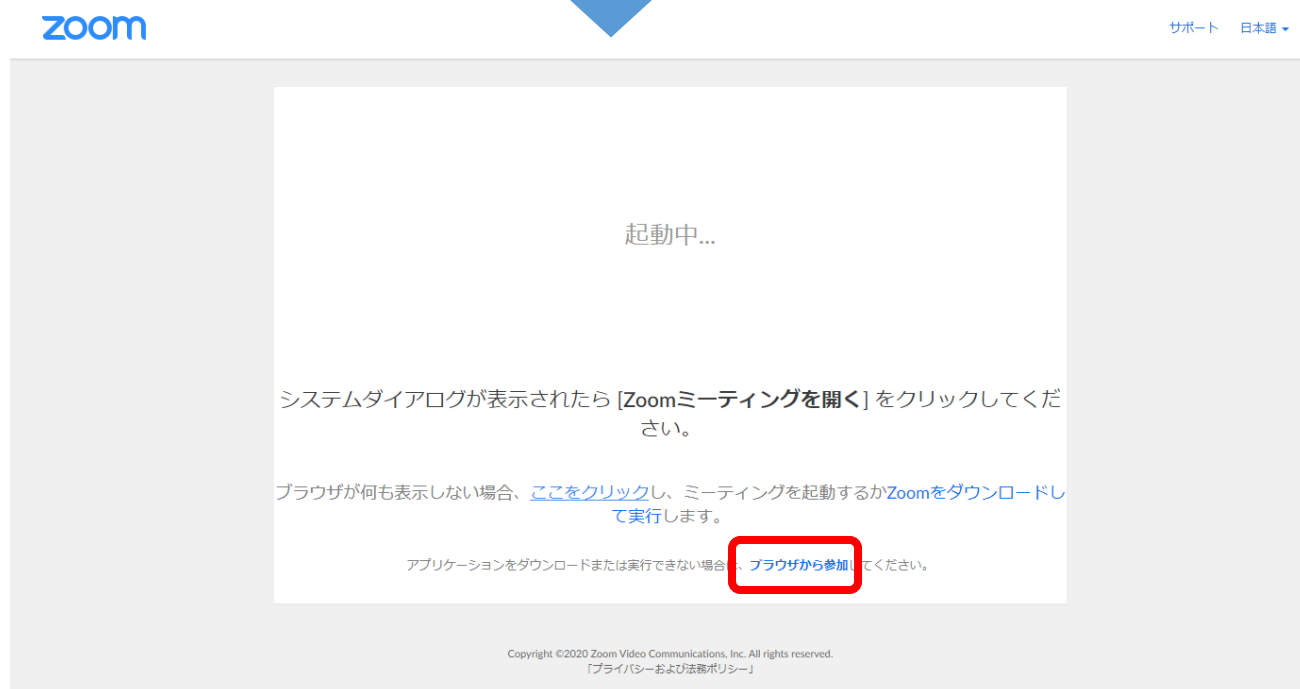 zoom
サポート 日本語
起動中...
システムダイアログが表示されたら [Zoomミーティングを開く] をクリックしてくだ
さい。
ブラウザが何も表示しない場合、ここをクリックし、ミーティングを起動するかZoomをダウンロードし
て実行します。
アプリケーションをダウンロードまたは実行できない場合は、ブラウザから参加してください。
Copyright ©2020 Zoom Video Communications, Inc. All rights reserved.
「プライバシーおよび法務ポリシー」